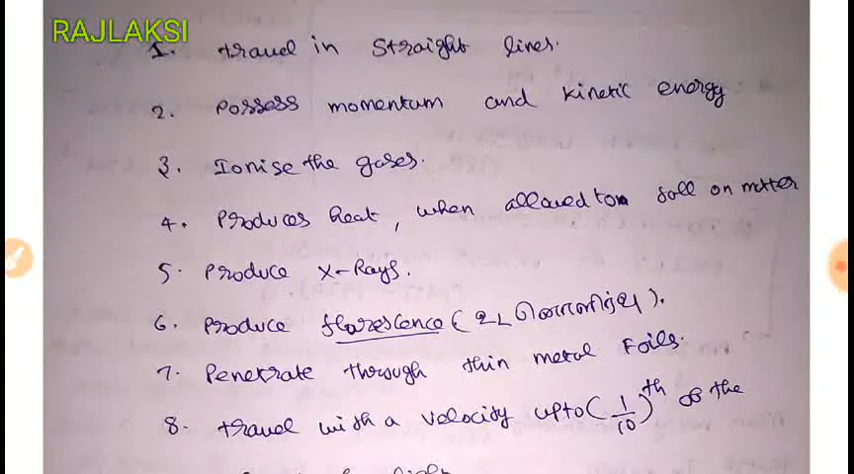 RAJLAKSI
1. travel in straight lines.
2. Possess momentum and kinetic energy
3. Ionise the gases.
4. Produces heat, when allowed to fall on matter
5. Produce X-Rays.
6. Produce flarescence (உடனொளிர்வு).
7. Penetrate through thin metal Foils.
8. travel with a velocity upto (1/10)th of the